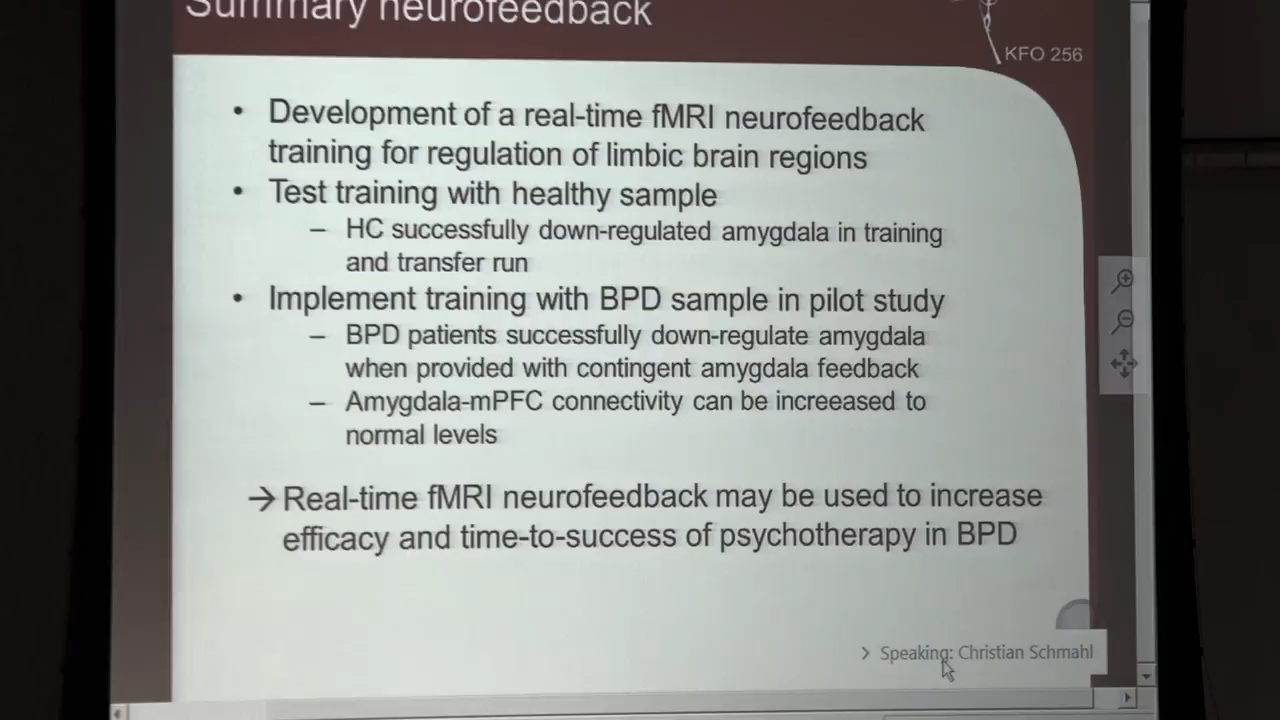 Summary neurofeedback
KFO 256
• Development of a real-time fMRI neurofeedback
training for regulation of limbic brain regions
• Test training with healthy sample
– HC successfully down-regulated amygdala in training
and transfer run
• Implement training with BPD sample in pilot study
– BPD patients successfully down-regulate amygdala
when provided with contingent amygdala feedback
– Amygdala-mPFC connectivity can be increeased to
normal levels
→ Real-time fMRI neurofeedback may be used to increase
efficacy and time-to-success of psychotherapy in BPD
> Speaking: Christian Schmahl